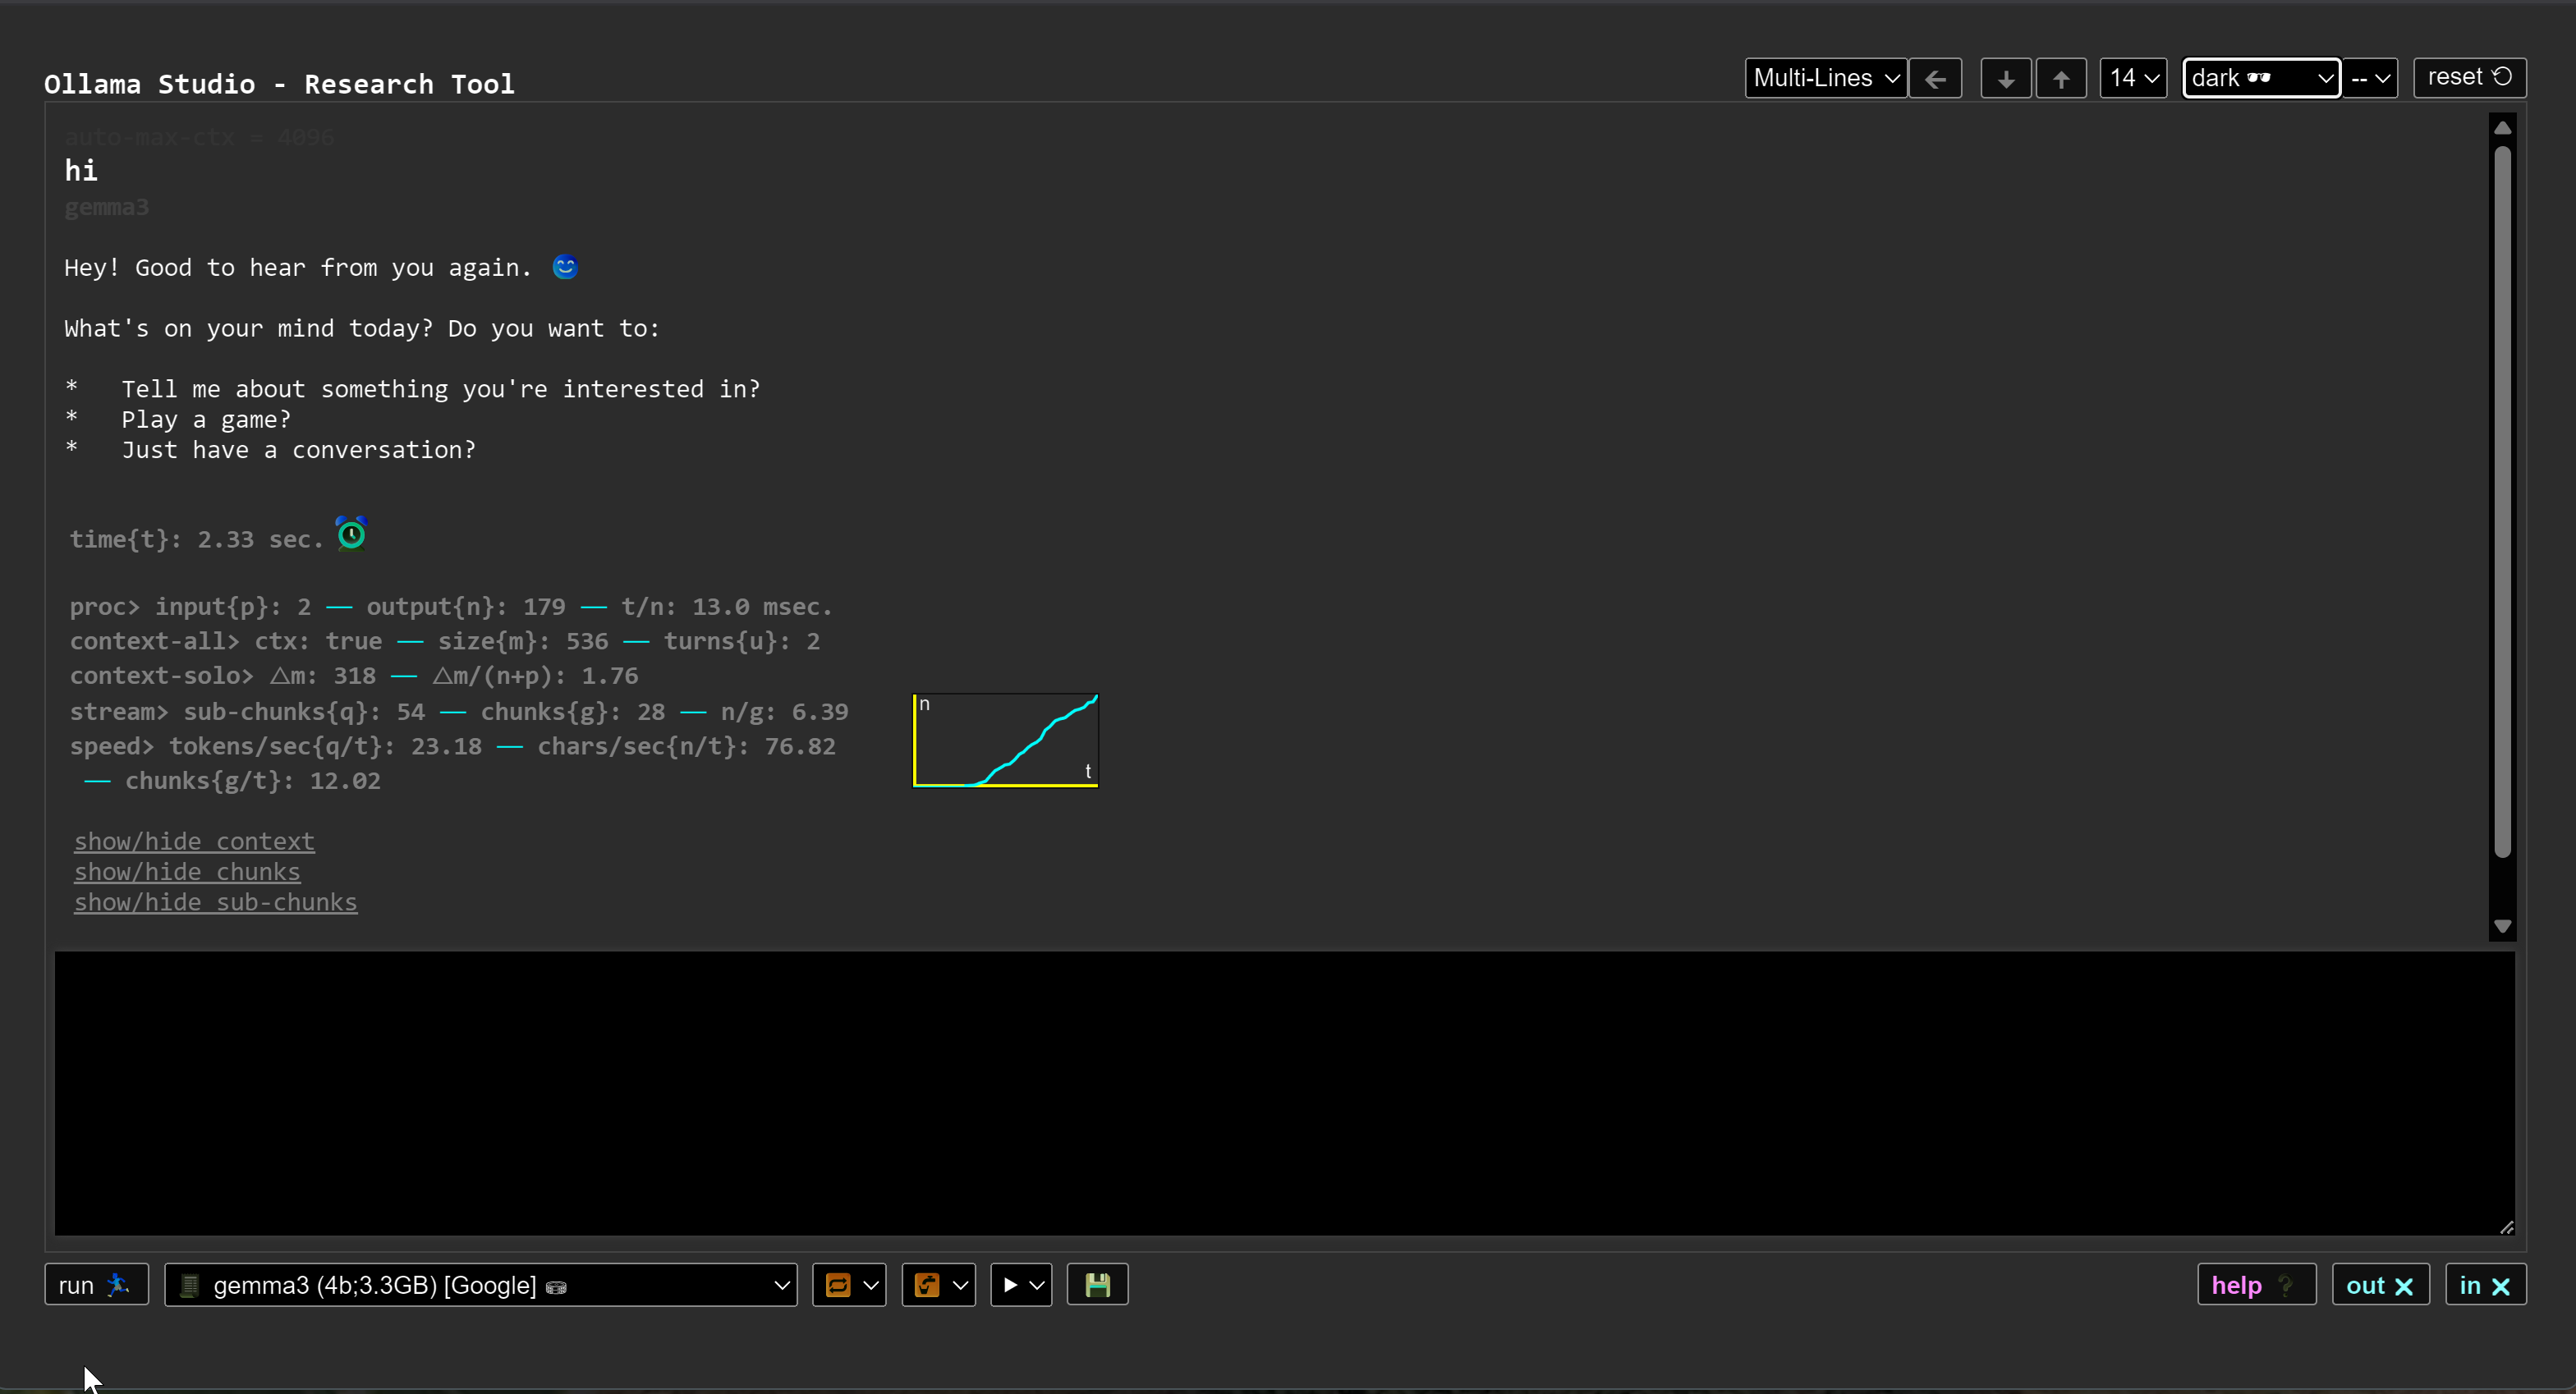 Ollama Studio - Research Tool
Multi-Lines
14
dark 🕶️
--
reset
auto-max-ctx = 4096
hi
gemma3
Hey! Good to hear from you again. 😊
What's on your mind today? Do you want to:
*   Tell me about something you're interested in?
*   Play a game?
*   Just have a conversation?
time{t}: 2.33 sec. ⏰
proc> input{p}: 2 — output{n}: 179 — t/n: 13.0 msec.
context-all> ctx: true — size{m}: 536 — turns{u}: 2
context-solo> △m: 318 — △m/(n+p): 1.76
stream> sub-chunks{q}: 54 — chunks{g}: 28 — n/g: 6.39
speed> tokens/sec{q/t}: 23.18 — chars/sec{n/t}: 76.82
— chunks{g/t}: 12.02
n
t
show/hide context
show/hide chunks
show/hide sub-chunks
run
gemma3 (4b;3.3GB) [Google]
help ?
out ×
in ×